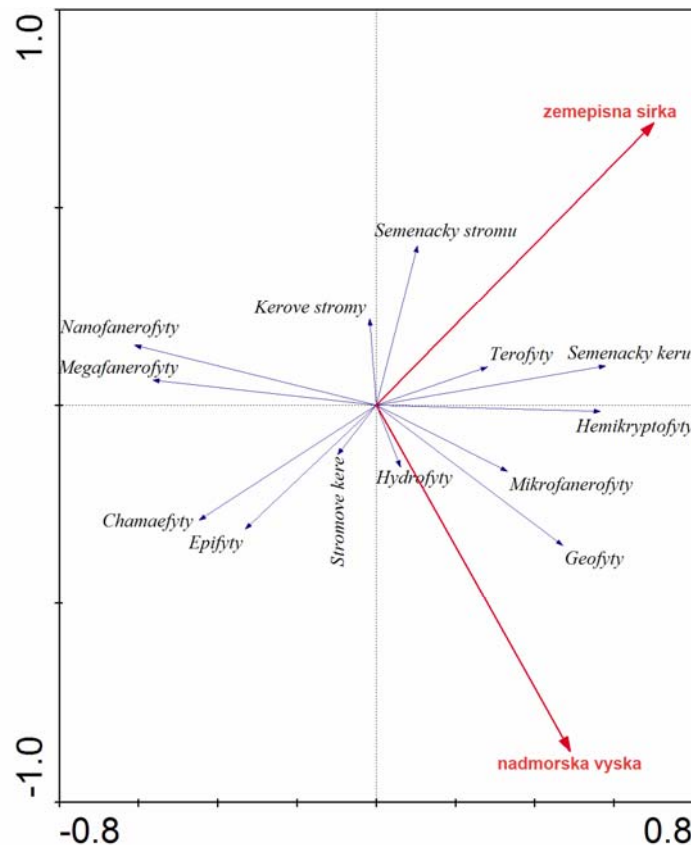 1.0
zemepisna sirka
Semenacky stromu
Kerove stromy
Nanofanerofyty
Terofyty
Semenacky keru
Megafanerofyty
Hemikryptofyty
Stromove kere
Hydrofyty
Mikrofanerofyty
Chamaefyty
Epifyty
Geofyty
nadmorska vyska
-1.0
-0.8
0.8